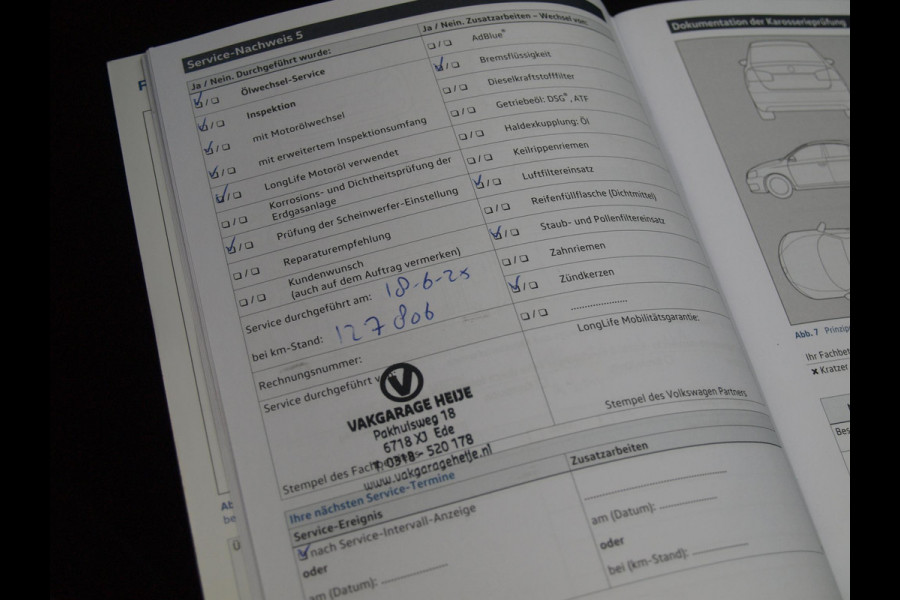 Service-Nachweis 5
Ja / Nein. Durchgeführt wurde:
Ölwechsel-Service
Inspektion
mit Motorölwechsel
mit erweitertem Inspektionsumfang
LongLife Motoröl verwendet
Korrosions- und Dichtheitsprüfung der
Erdgasanlage
Prüfung der Scheinwerfer-Einstellung
Reparaturempfehlung
Kundenwunsch
(auch auf dem Auftrag vermerken)
Service durchgeführt am: 18-6-25
bei km-Stand: 127806
Rechnungsnummer:
Service durchgeführt
VAKGARAGE HEIJE
Pakhuisweg 18
6718 XJ Ede
T. 0318 - 520 178
www.vakgarageheije.nl
Stempel des
Ja / Nein. Zusatzarbeiten – Wechsel von:
AdBlue®
Bremsflüssigkeit
Dieselkraftstofffilter
Getriebeöl: DSG®, ATF
Haldexkupplung: Öl
Keilrippenriemen
Luftfiltereinsatz
Reifenfüllflasche (Dichtmittel)
Staub- und Pollenfiltereinsatz
Zahnriemen
Zündkerzen
LongLife Mobilitätsgarantie:
Stempel des Volkswagen Partners
Ihre nächsten Service-Termine
Service-Ereignis
nach Service-Intervall-Anzeige
oder
am (Datum):
Zusatzarbeiten
am (Datum):
oder
bei (km-Stand):
Dokumentation der Karosserieprüfung
Abb. 7 Prinzip
Ihr Fachbet
x Kratzer